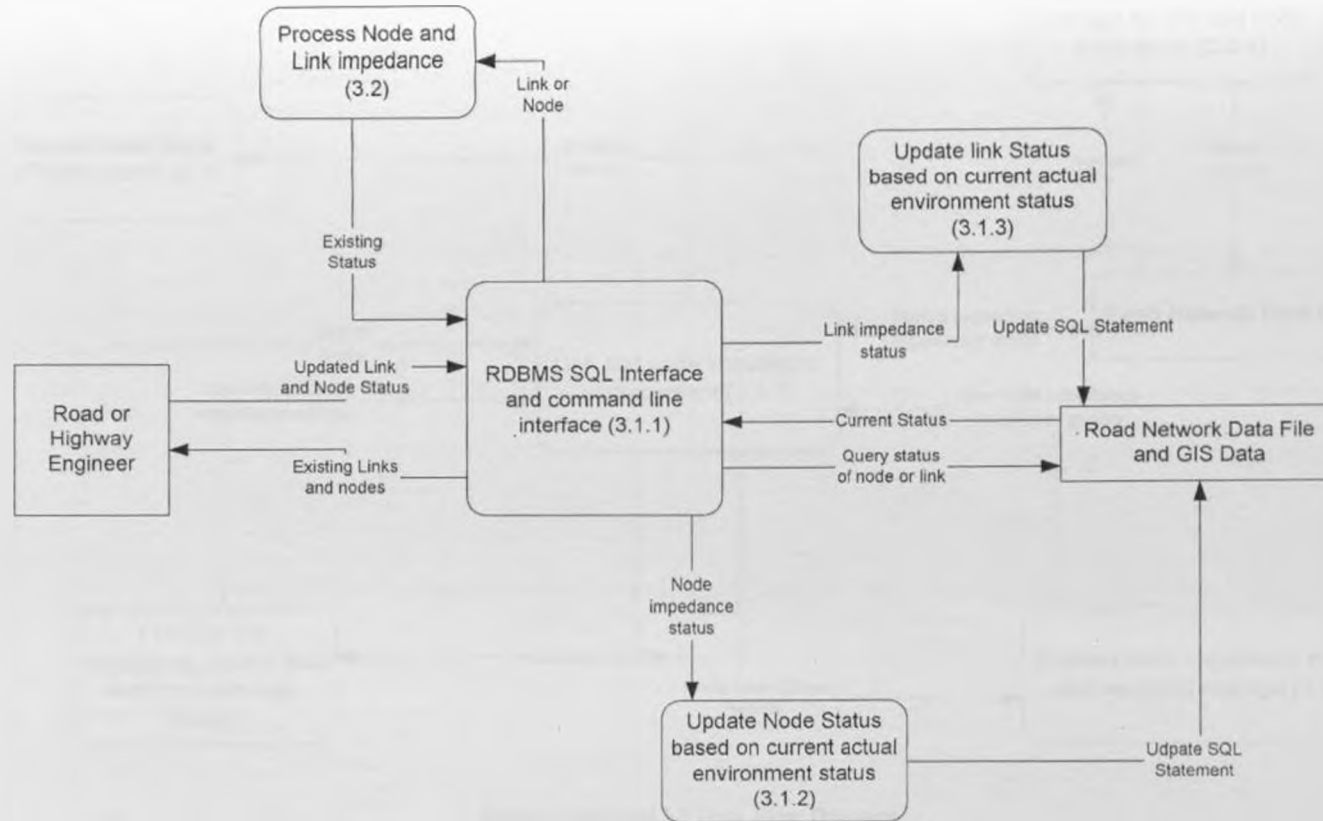 Process Node and
Link impedance
(3.2)
Link or
Node
Update link Status
based on current actual
environment status
(3.1.3)
Existing
Status
Link impedance
status
Update SQL Statement
Updated Link
and Node Status
RDBMS SQL Interface
and command line
interface (3.1.1)
Road or
Highway
Engineer
Current Status
Road Network Data File
and GIS Data
Existing Links
and nodes
Query status
of node or link
Node
impedance
status
Update Node Status
based on current actual
environment status
(3.1.2)
Udpate SQL
Statement